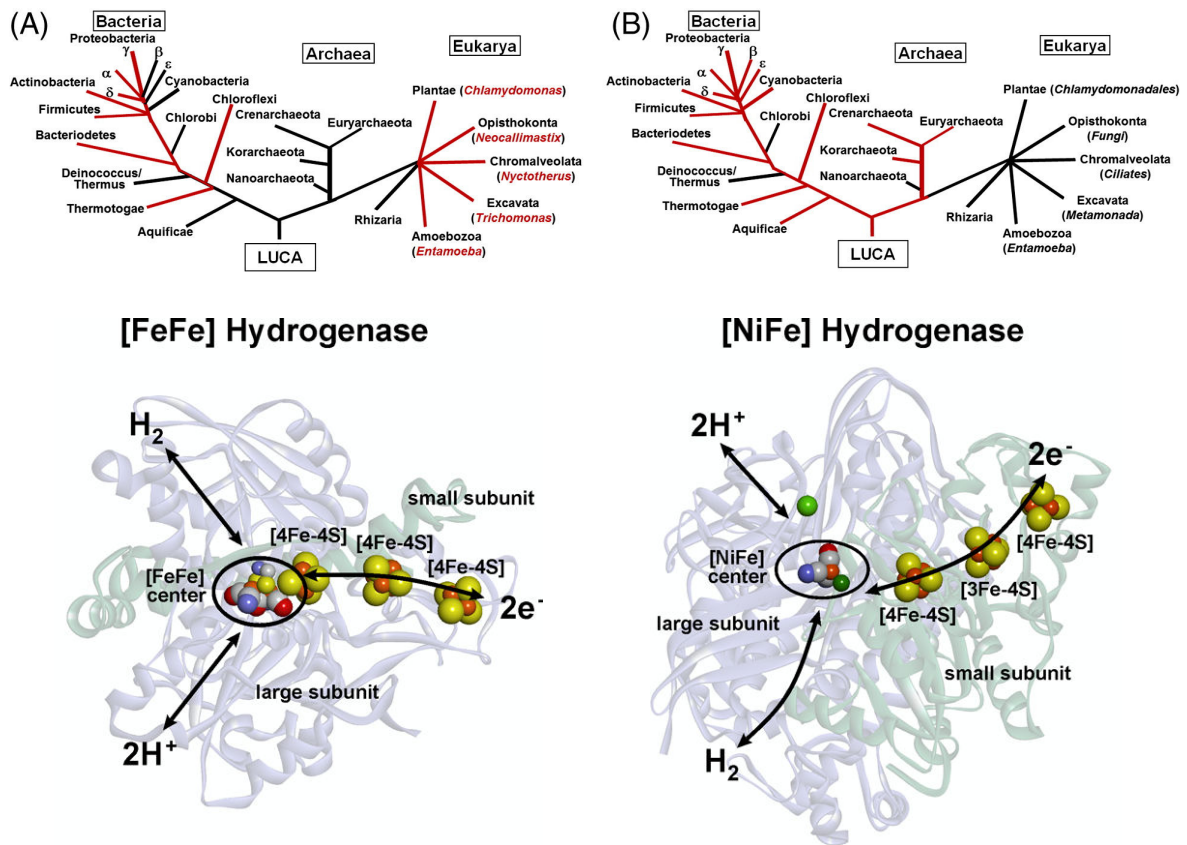 (A)
Bacteria
Proteobacteria
γ
β
ε
α
δ
Actinobacteria
Cyanobacteria
Firmicutes
Chloroflexi
Chlorobi
Bacteriodetes
Deinococcus/
Thermus
Thermotogae
Aquificae
Archaea
Crenarchaeota
Euryarchaeota
Korarchaeota
Nanoarchaeota
Eukarya
Plantae (Chlamydomonas)
Opisthokonta
(Neocallimastix)
Chromalveolata
(Nyctotherus)
Excavata
(Trichomonas)
Rhizaria
Amoebozoa
(Entamoeba)
LUCA
[FeFe] Hydrogenase
H2
small subunit
[4Fe-4S]
[4Fe-4S]
[4Fe-4S]
[FeFe]
center
2e-
large subunit
2H+
(B)
Bacteria
Proteobacteria
γ
β
ε
α
δ
Actinobacteria
Cyanobacteria
Firmicutes
Chloroflexi
Chlorobi
Bacteriodetes
Deinococcus/
Thermus
Thermotogae
Aquificae
Archaea
Crenarchaeota
Euryarchaeota
Korarchaeota
Nanoarchaeota
Eukarya
Plantae (Chlamydomonadales)
Opisthokonta
(Fungi)
Chromalveolata
(Ciliates)
Excavata
(Metamonada)
Rhizaria
Amoebozoa
(Entamoeba)
LUCA
[NiFe] Hydrogenase
2H+
2e-
[4Fe-4S]
[NiFe]
center
[3Fe-4S]
[4Fe-4S]
large subunit
small subunit
H2